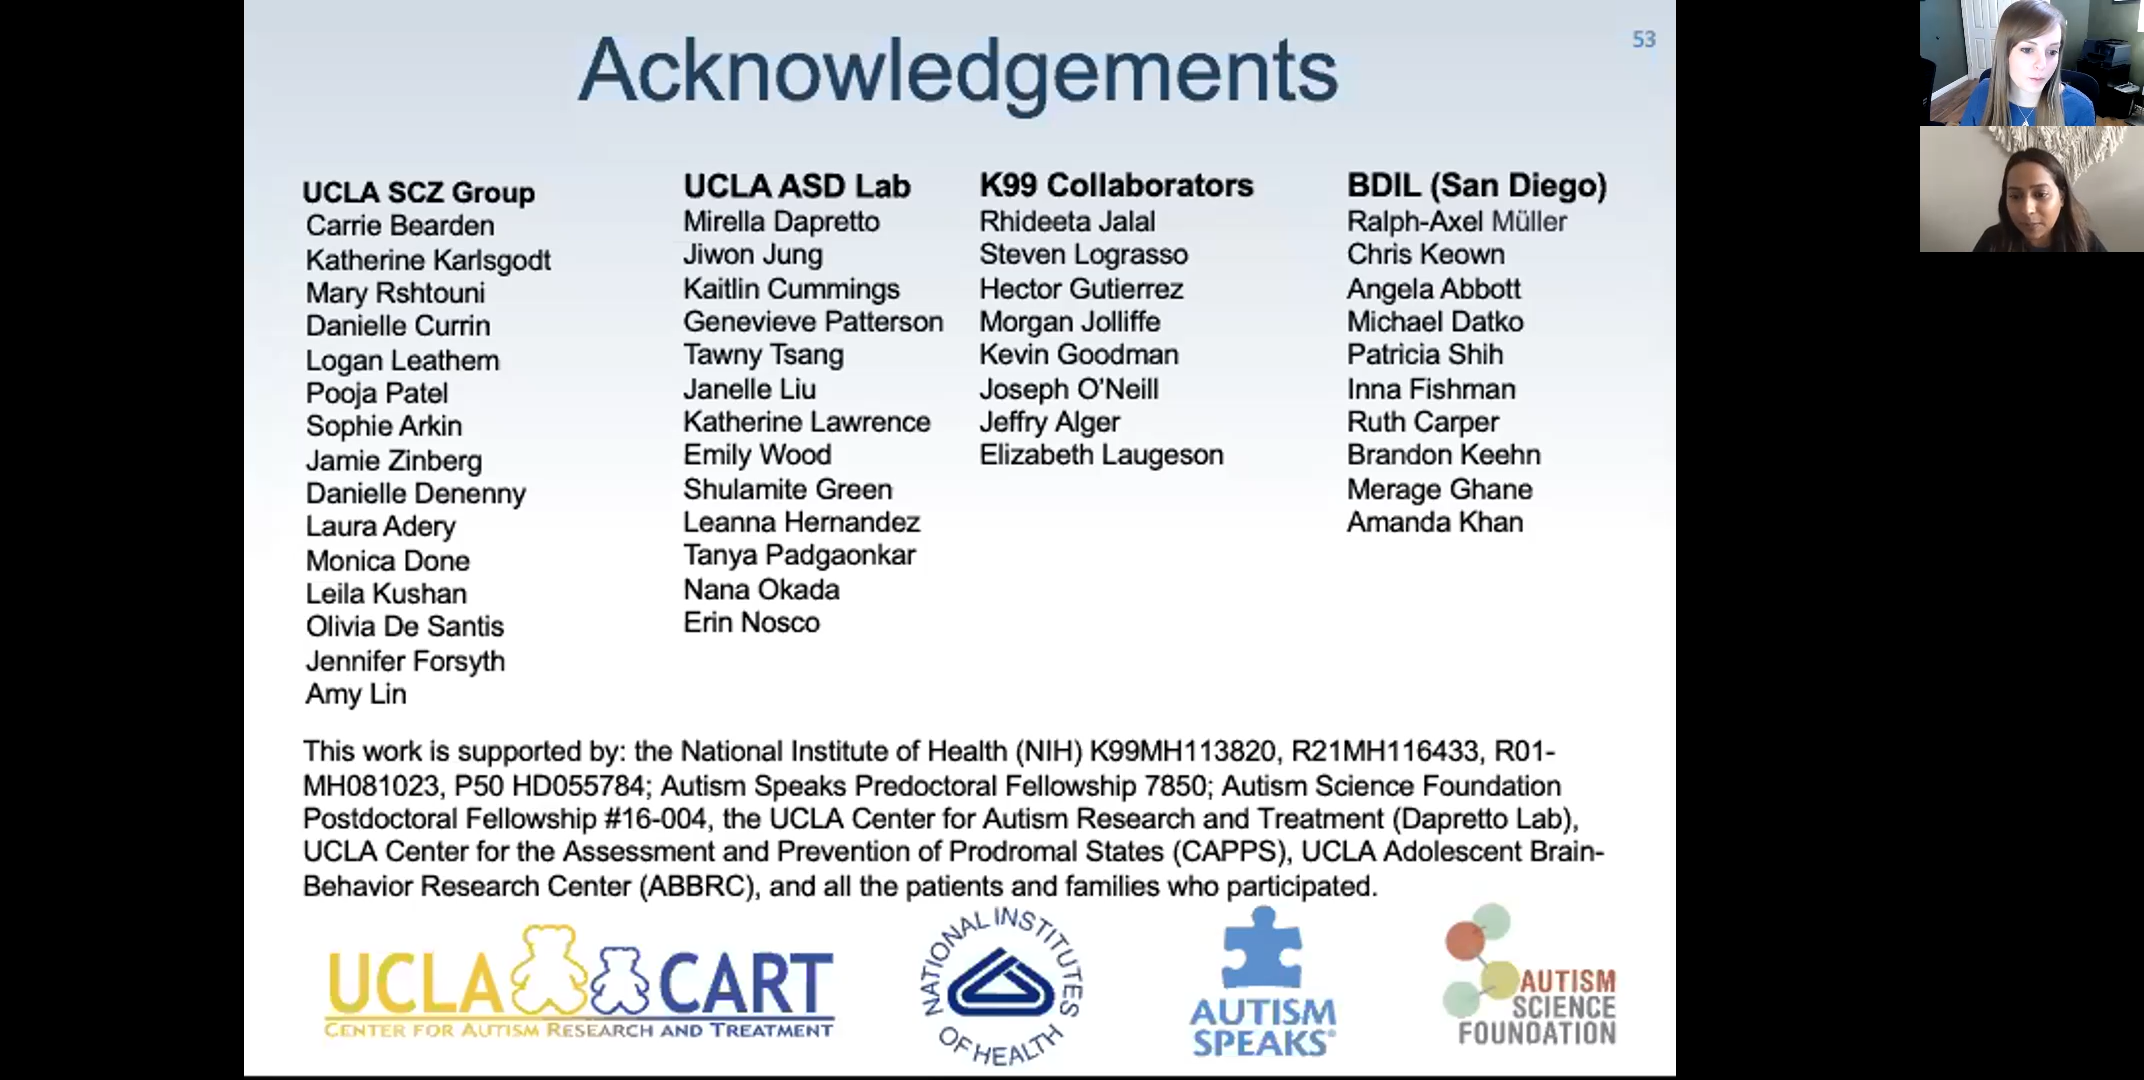 Acknowledgements
53
UCLA SCZ Group
Carrie Bearden
Katherine Karlsgodt
Mary Rshtouni
Danielle Currin
Logan Leathem
Pooja Patel
Sophie Arkin
Jamie Zinberg
Danielle Denenny
Laura Adery
Monica Done
Leila Kushan
Olivia De Santis
Jennifer Forsyth
Amy Lin
UCLA ASD Lab
Mirella Dapretto
Jiwon Jung
Kaitlin Cummings
Genevieve Patterson
Tawny Tsang
Janelle Liu
Katherine Lawrence
Emily Wood
Shulamite Green
Leanna Hernandez
Tanya Padgaonkar
Nana Okada
Erin Nosco
K99 Collaborators
Rhideeta Jalal
Steven Lograsso
Hector Gutierrez
Morgan Jolliffe
Kevin Goodman
Joseph O'Neill
Jeffry Alger
Elizabeth Laugeson
BDIL (San Diego)
Ralph-Axel Müller
Chris Keown
Angela Abbott
Michael Datko
Patricia Shih
Inna Fishman
Ruth Carper
Brandon Keehn
Merage Ghane
Amanda Khan
This work is supported by: the National Institute of Health (NIH) K99MH113820, R21MH116433, R01-
MH081023, P50 HD055784; Autism Speaks Predoctoral Fellowship 7850; Autism Science Foundation
Postdoctoral Fellowship #16-004, the UCLA Center for Autism Research and Treatment (Dapretto Lab),
UCLA Center for the Assessment and Prevention of Prodromal States (CAPPS), UCLA Adolescent Brain-
Behavior Research Center (ABBRC), and all the patients and families who participated.
UCLA CART
CENTER FOR AUTISM RESEARCH AND TREATMENT
NATIONAL INSTITUTES
OF HEALTH
AUTISM
SPEAKS®
AUTISM
SCIENCE
FOUNDATION